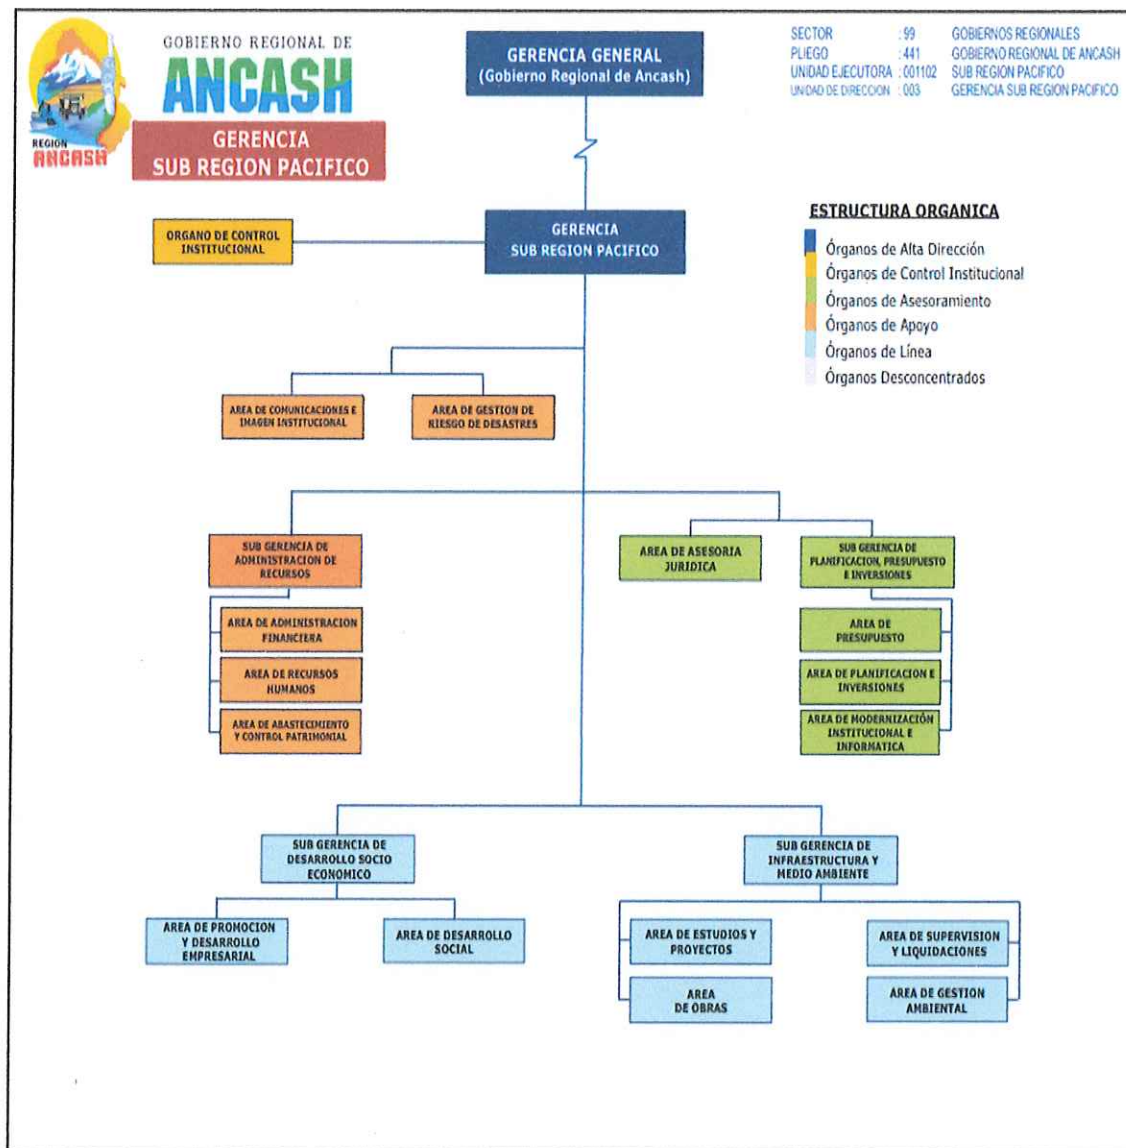 GOBIERNO REGIONAL DE
ANCASH
REGION
ANCASH
GERENCIA
SUB REGION PACIFICO
GERENCIA GENERAL
(Gobierno Regional de Ancash)
SECTOR : 99 GOBIERNOS REGIONALES
PLIEGO : 441 GOBIERNO REGIONAL DE ANCASH
UNIDAD EJECUTORA : 001102 SUB REGION PACIFICO
UNIDAD DE DIRECCION : 003 GERENCIA SUB REGION PACIFICO
ORGANO DE CONTROL
INSTITUCIONAL
GERENCIA
SUB REGION PACIFICO
ESTRUCTURA ORGANICA
Órganos de Alta Dirección
Órganos de Control Institucional
Órganos de Asesoramiento
Órganos de Apoyo
Órganos de Línea
Órganos Desconcentrados
AREA DE COMUNICACIONES E
IMAGEN INSTITUCIONAL
AREA DE GESTION DE
RIESGO DE DESASTRES
SUB GERENCIA DE
ADMINISTRACION DE
RECURSOS
AREA DE ASESORIA
JURIDICA
SUB GERENCIA DE
PLANIFICACION, PRESUPUESTO
E INVERSIONES
AREA DE ADMINISTRACION
FINANCIERA
AREA DE RECURSOS
HUMANOS
AREA DE ABASTECIMIENTO
Y CONTROL PATRIMONIAL
AREA DE
PRESUPUESTO
AREA DE PLANIFICACION E
INVERSIONES
AREA DE MODERNIZACIÓN
INSTITUCIONAL E
INFORMATICA
SUB GERENCIA DE
DESARROLLO SOCIO
ECONOMICO
SUB GERENCIA DE
INFRAESTRUCTURA Y
MEDIO AMBIENTE
AREA DE PROMOCION
Y DESARROLLO
EMPRESARIAL
AREA DE DESARROLLO
SOCIAL
AREA DE ESTUDIOS Y
PROYECTOS
AREA DE SUPERVISION
Y LIQUIDACIONES
AREA
DE OBRAS
AREA DE GESTION
AMBIENTAL